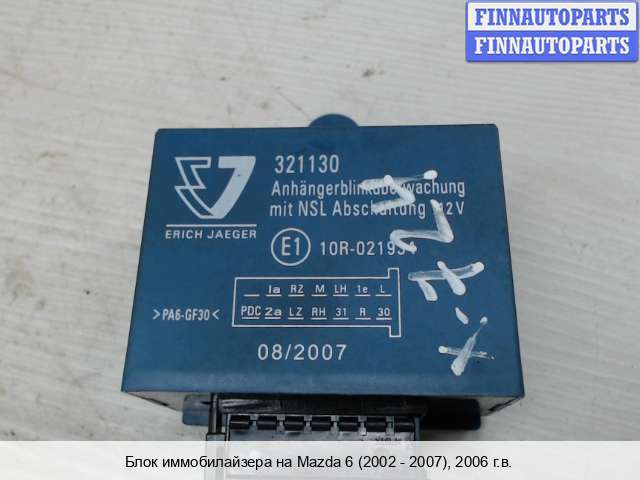 FINNAUTOPARTS
FINNAUTOPARTS
321130
Anhängerblinküberwachung
mit NSL Abschaltung 12V
ERICH JAEGER
E1 10R-021934
1a RZ M LH 1e L
PDC 2a LZ RH 31 R 30
>PA6-GF30<
08/2007
Блок иммобилайзера на Mazda 6 (2002 - 2007), 2006 г.в.